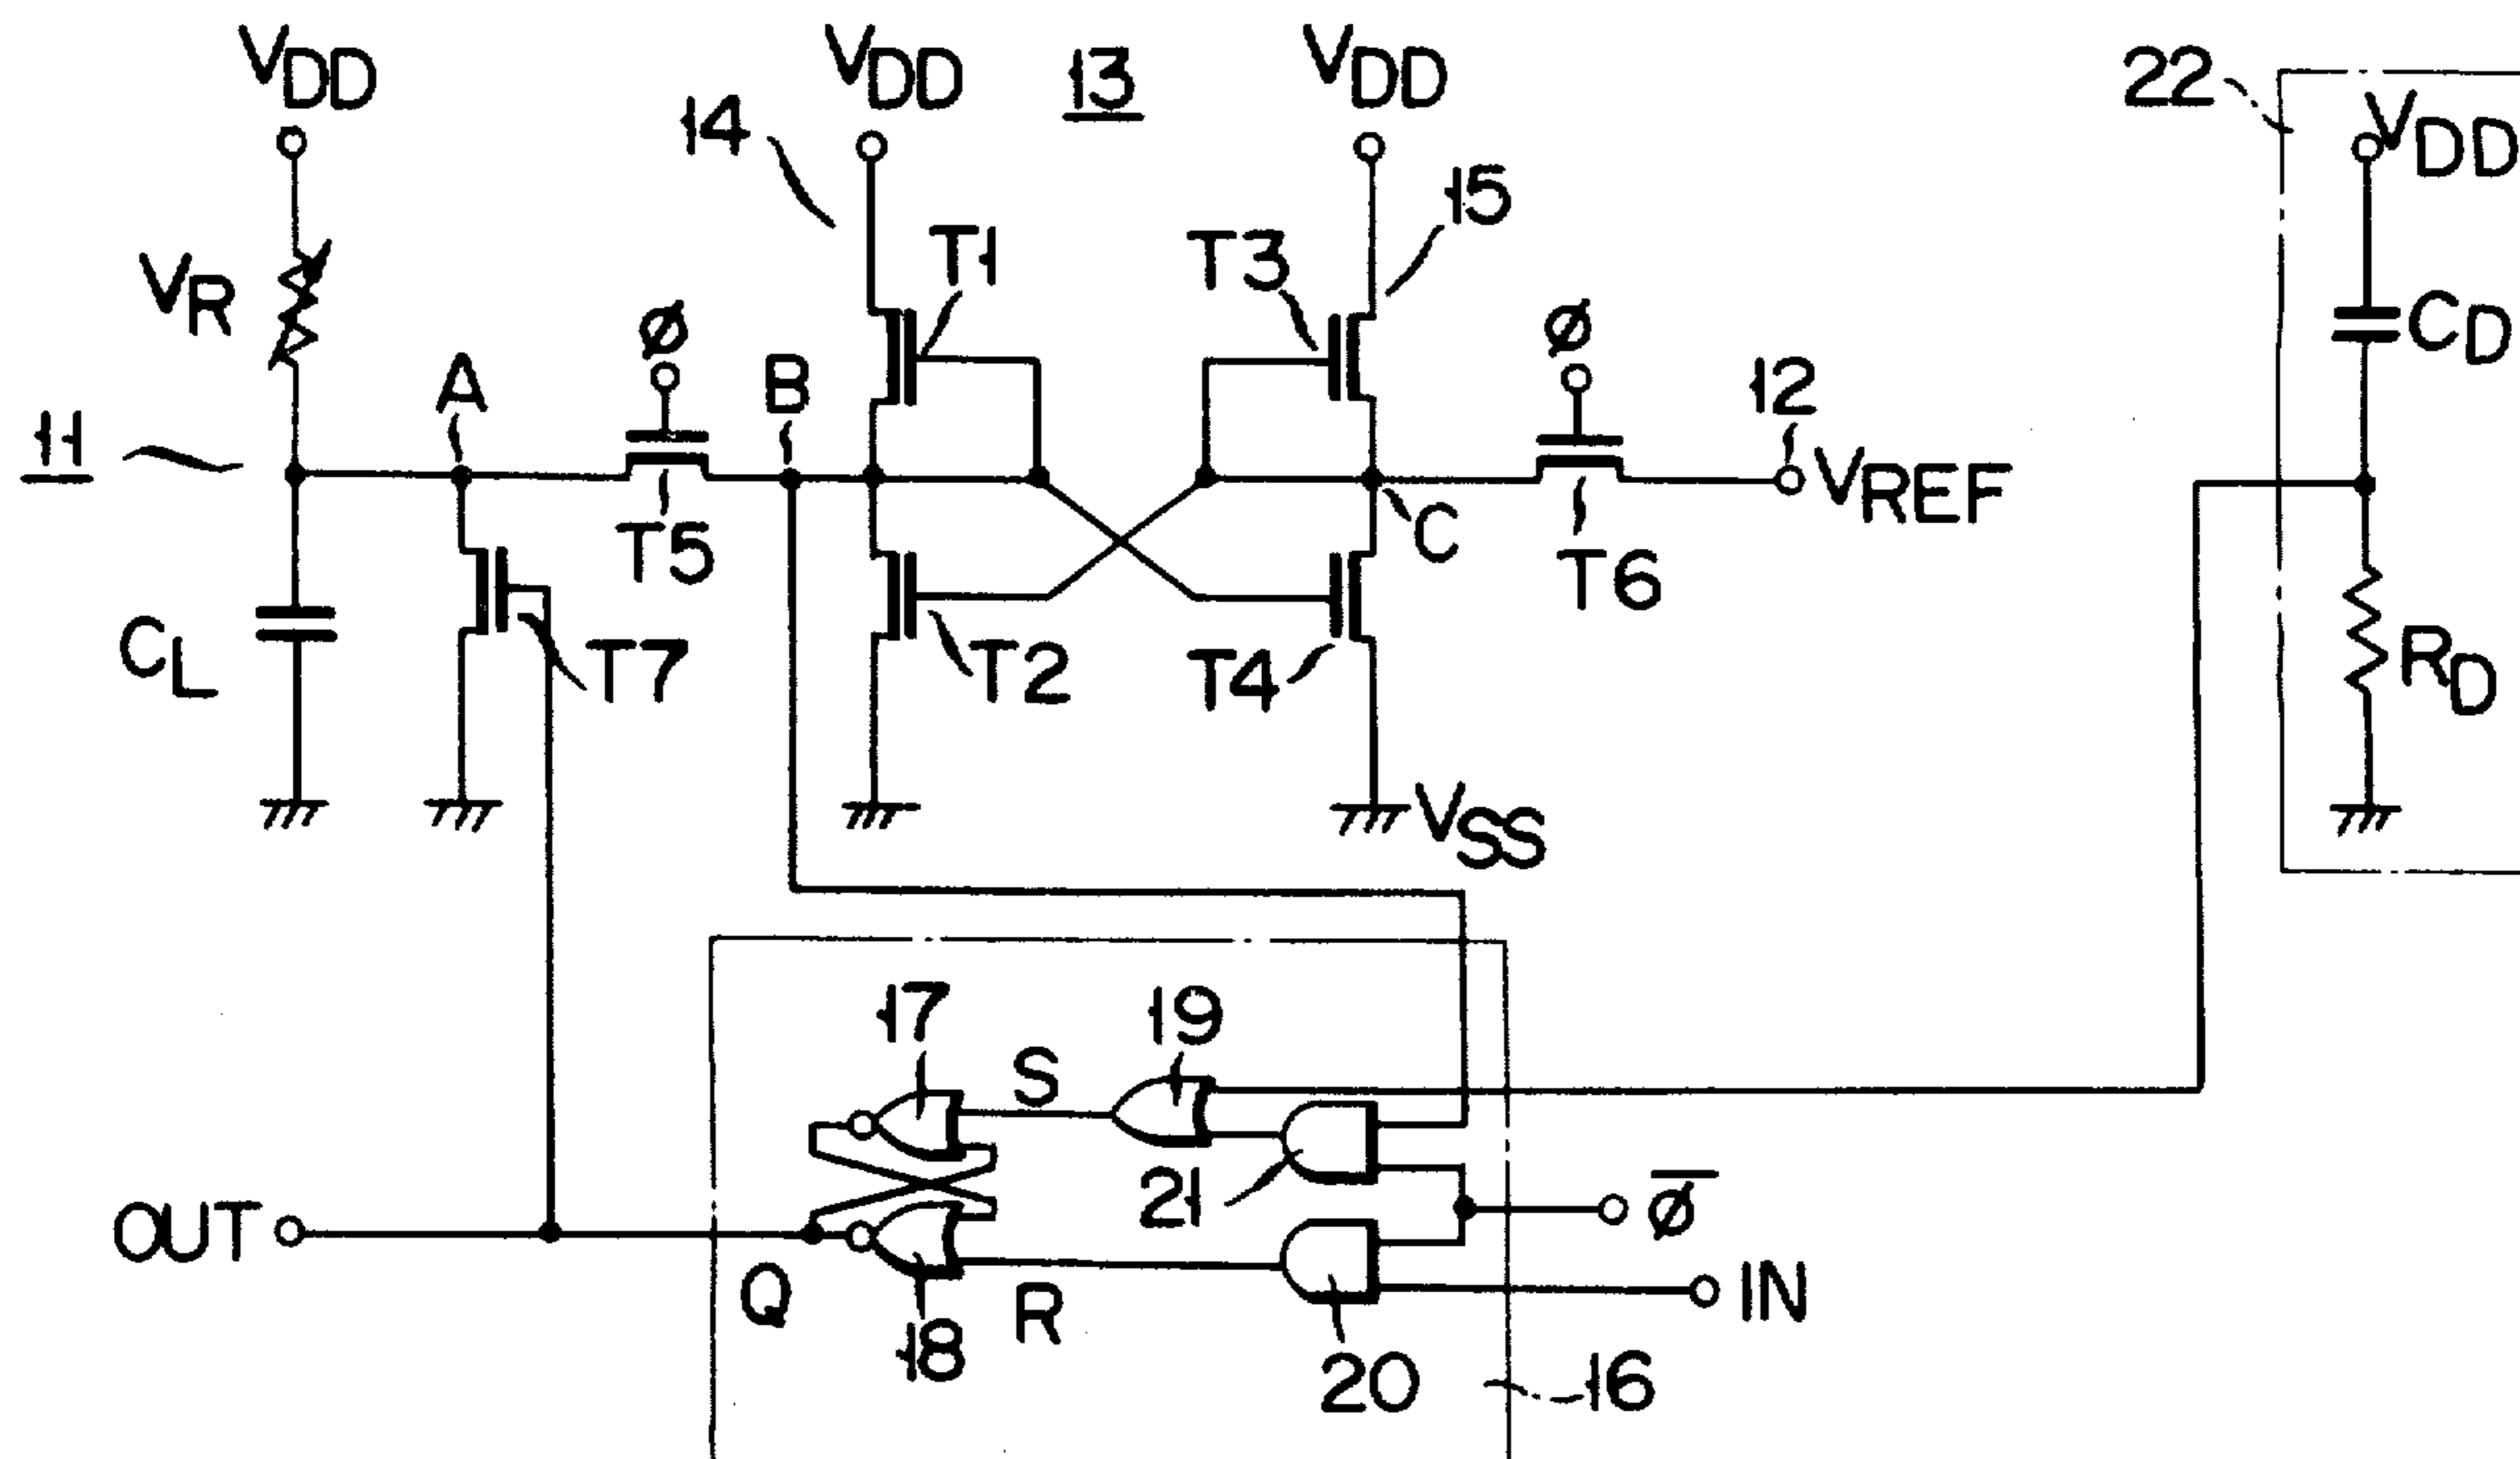 VDD
VDD
13
VDD
22
VDD
14
15
T1
T3
VR
ø
ø
CD
A
B
12
11
VREF
C
T5
T6
CL
T7
T2
T4
RD
VSS
17
19
S
21
ø̅
OUT
Q
R
IN
18
20
16